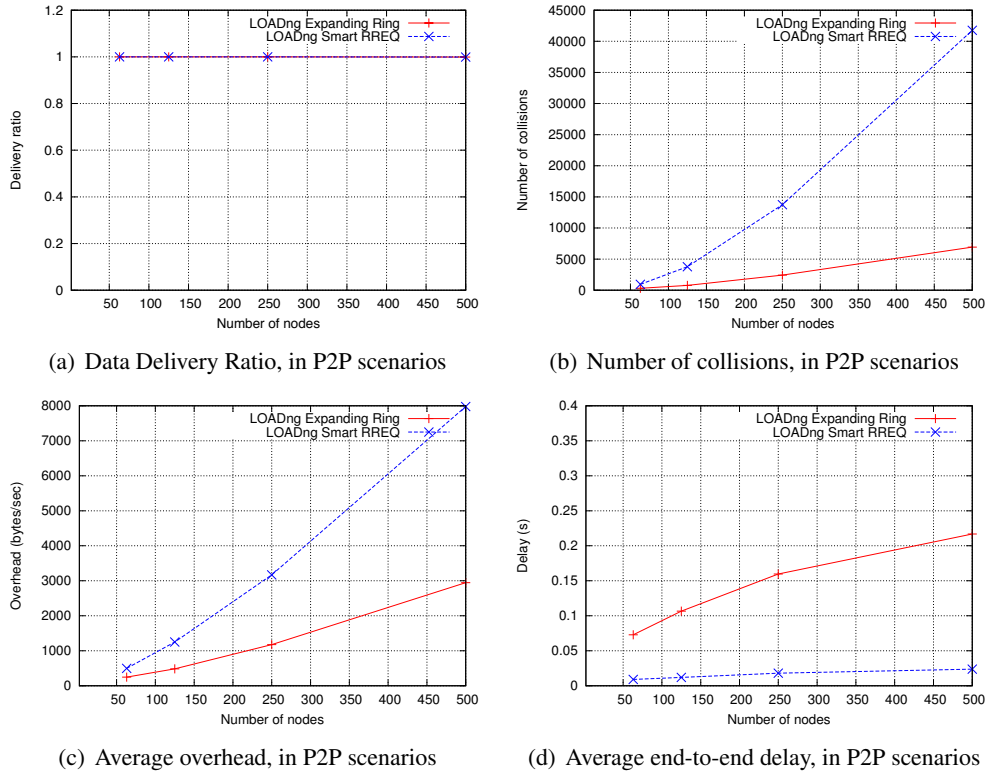 1.2
1
0.8
0.6
0.4
0.2
0
50 100 150 200 250 300 350 400 450 500
Delivery ratio
Number of nodes
LOADng Expanding Ring
LOADng Smart RREQ
(a) Data Delivery Ratio, in P2P scenarios
45000
40000
35000
30000
25000
20000
15000
10000
5000
0
50 100 150 200 250 300 350 400 450 500
Number of collisions
Number of nodes
LOADng Expanding Ring
LOADng Smart RREQ
(b) Number of collisions, in P2P scenarios
8000
7000
6000
5000
4000
3000
2000
1000
0
50 100 150 200 250 300 350 400 450 500
Overhead (bytes/sec)
Number of nodes
LOADng Expanding Ring
LOADng Smart RREQ
(c) Average overhead, in P2P scenarios
0.4
0.35
0.3
0.25
0.2
0.15
0.1
0.05
0
50 100 150 200 250 300 350 400 450 500
Delay (s)
Number of nodes
LOADng Expanding Ring
LOADng Smart RREQ
(d) Average end-to-end delay, in P2P scenarios